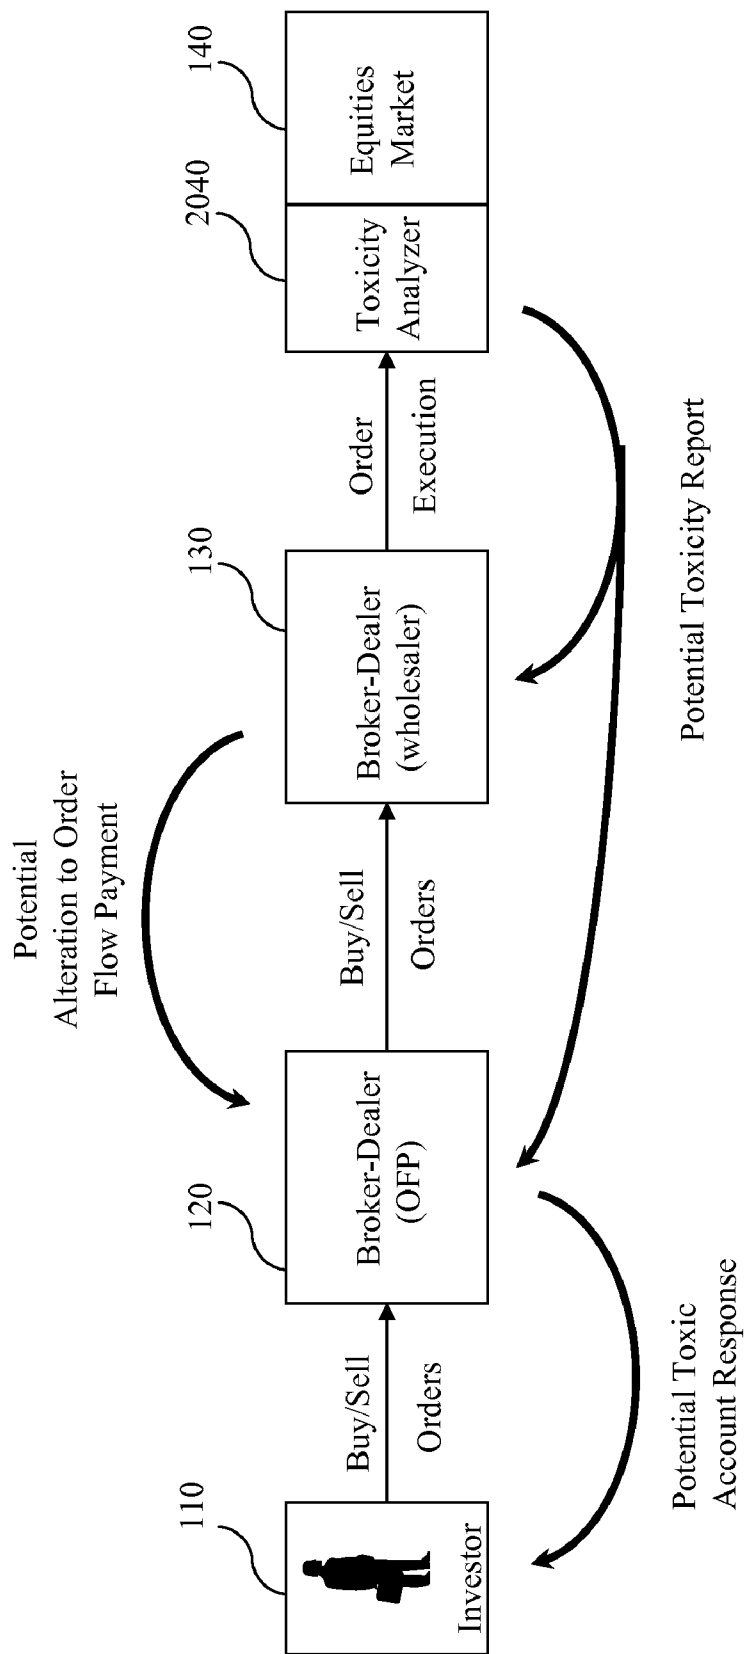 110
Investor
Buy/Sell
Orders
120
Broker-Dealer
(OFP)
Potential Toxic
Account Response
Potential
Alteration to Order
Flow Payment
Buy/Sell
Orders
130
Broker-Dealer
(wholesaler)
Order
Execution
Potential Toxicity Report
2040
Toxicity
Analyzer
140
Equities
Market